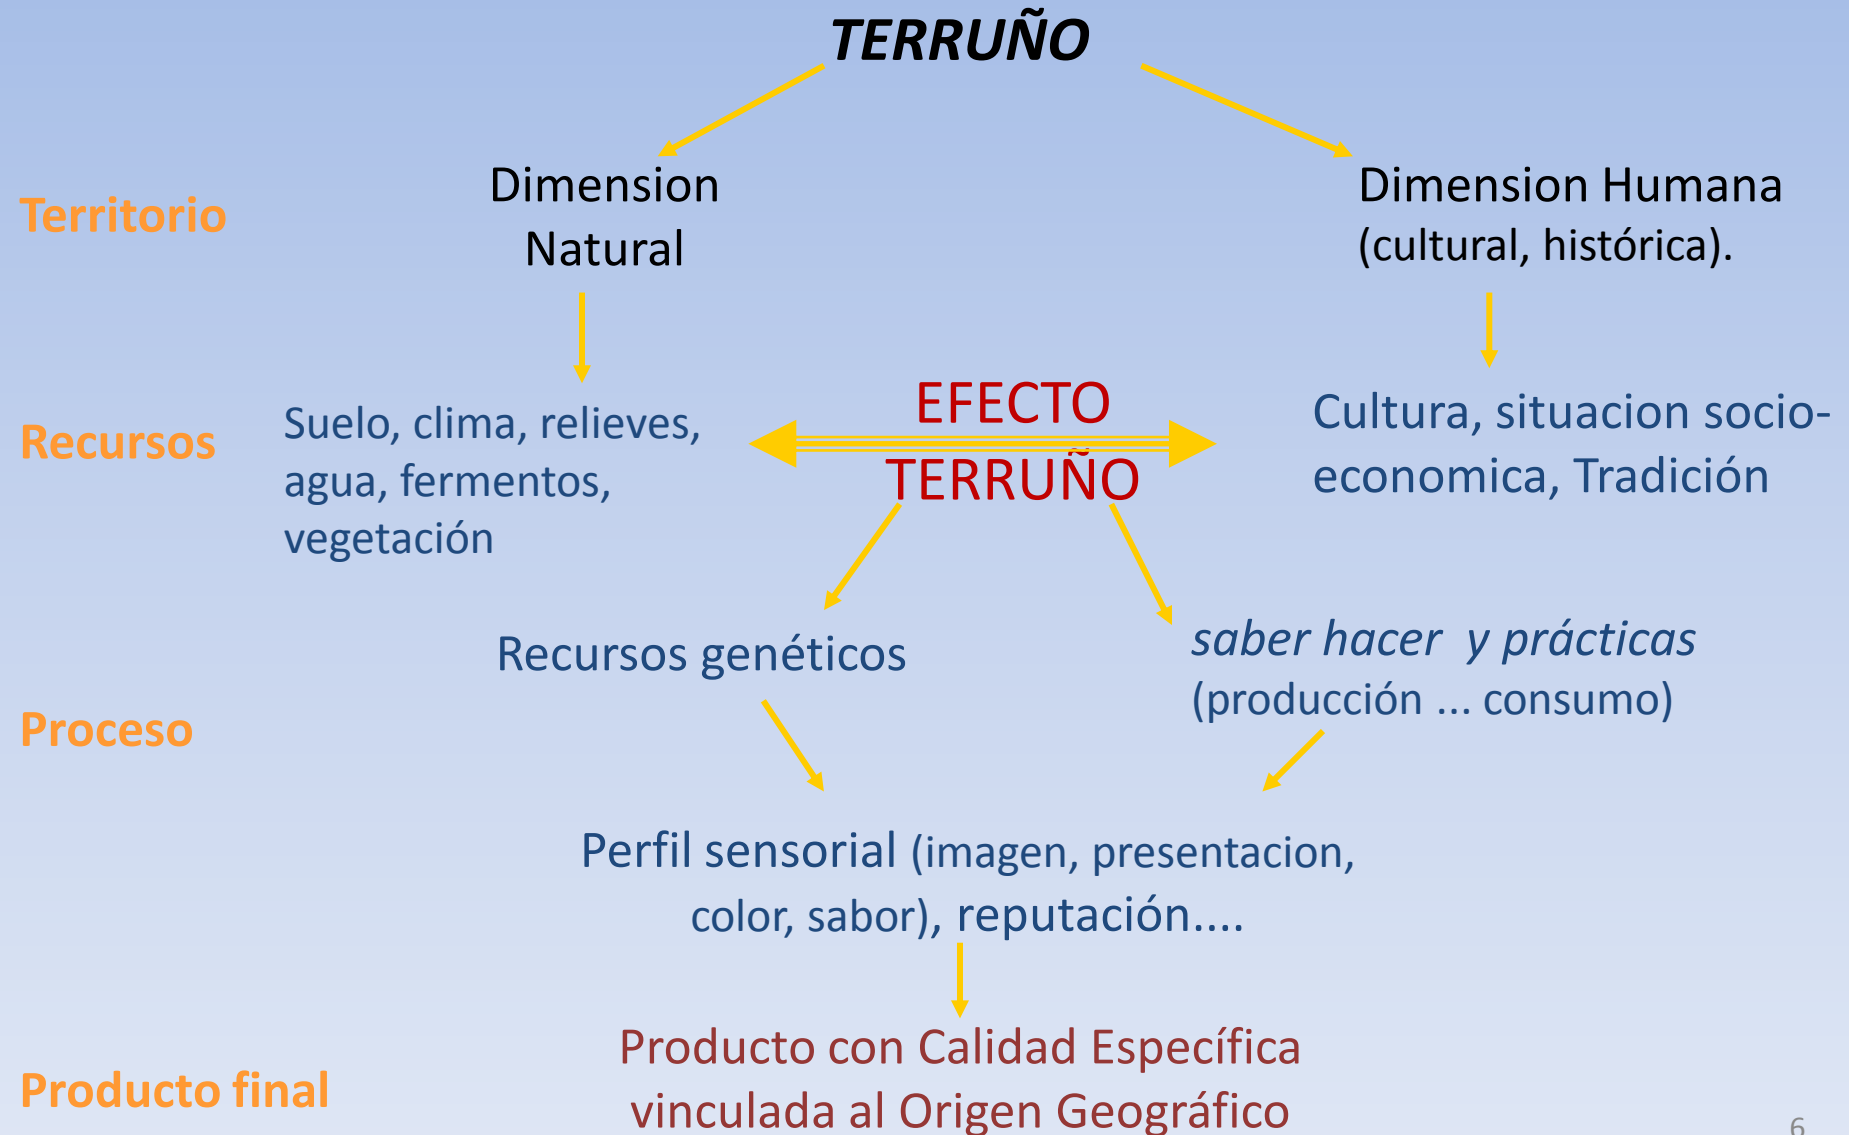 TERRUÑO
Territorio
Dimension
Natural
Dimension Humana
(cultural, histórica).
Recursos
Suelo, clima, relieves,
agua, fermentos,
vegetación
EFECTO
TERRUÑO
Cultura, situacion socio-
economica, Tradición
Proceso
Recursos genéticos
saber hacer y prácticas
(producción ... consumo)
Perfil sensorial (imagen, presentacion,
color, sabor), reputación....
Producto final
Producto con Calidad Específica
vinculada al Origen Geográfico
6